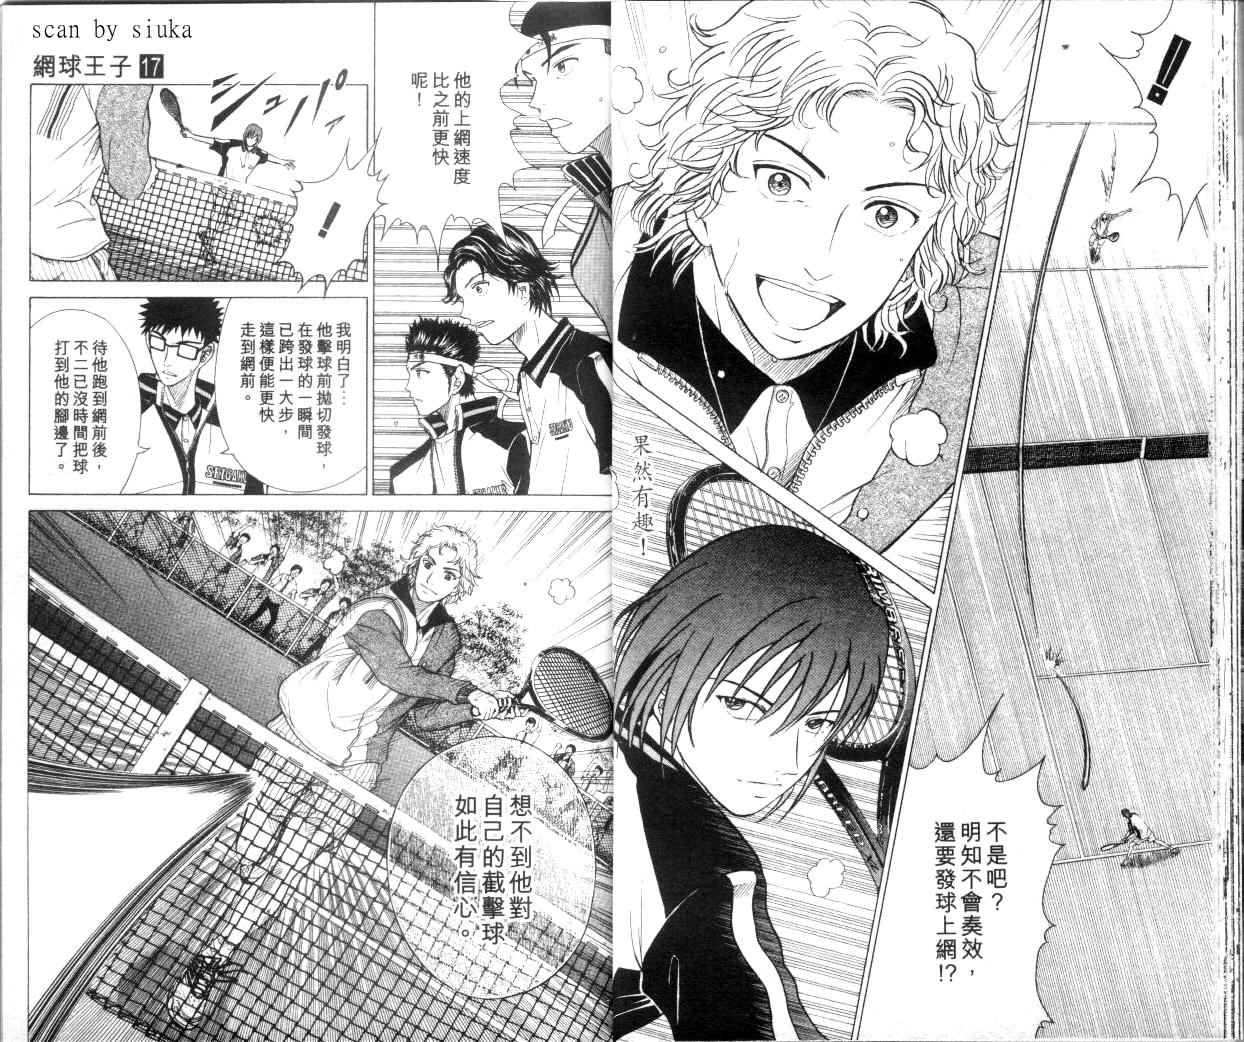 scan by siuka
網球王子 17
!!
不是吧？
明知不會奏效，
還要發球上網!?
果然有趣！
他的上網速度
比之前更快
呢！
ジュパッ
!
我明白了…
他擊球前拋切發球，
在發球的一瞬間
已跨出一大步，
這樣便能更快
走到網前。
待他跑到網前後，
不二已沒時間把球
打到他的腳邊了。
SEIGAKU
想不到他對
自己的截擊球
如此有信心。